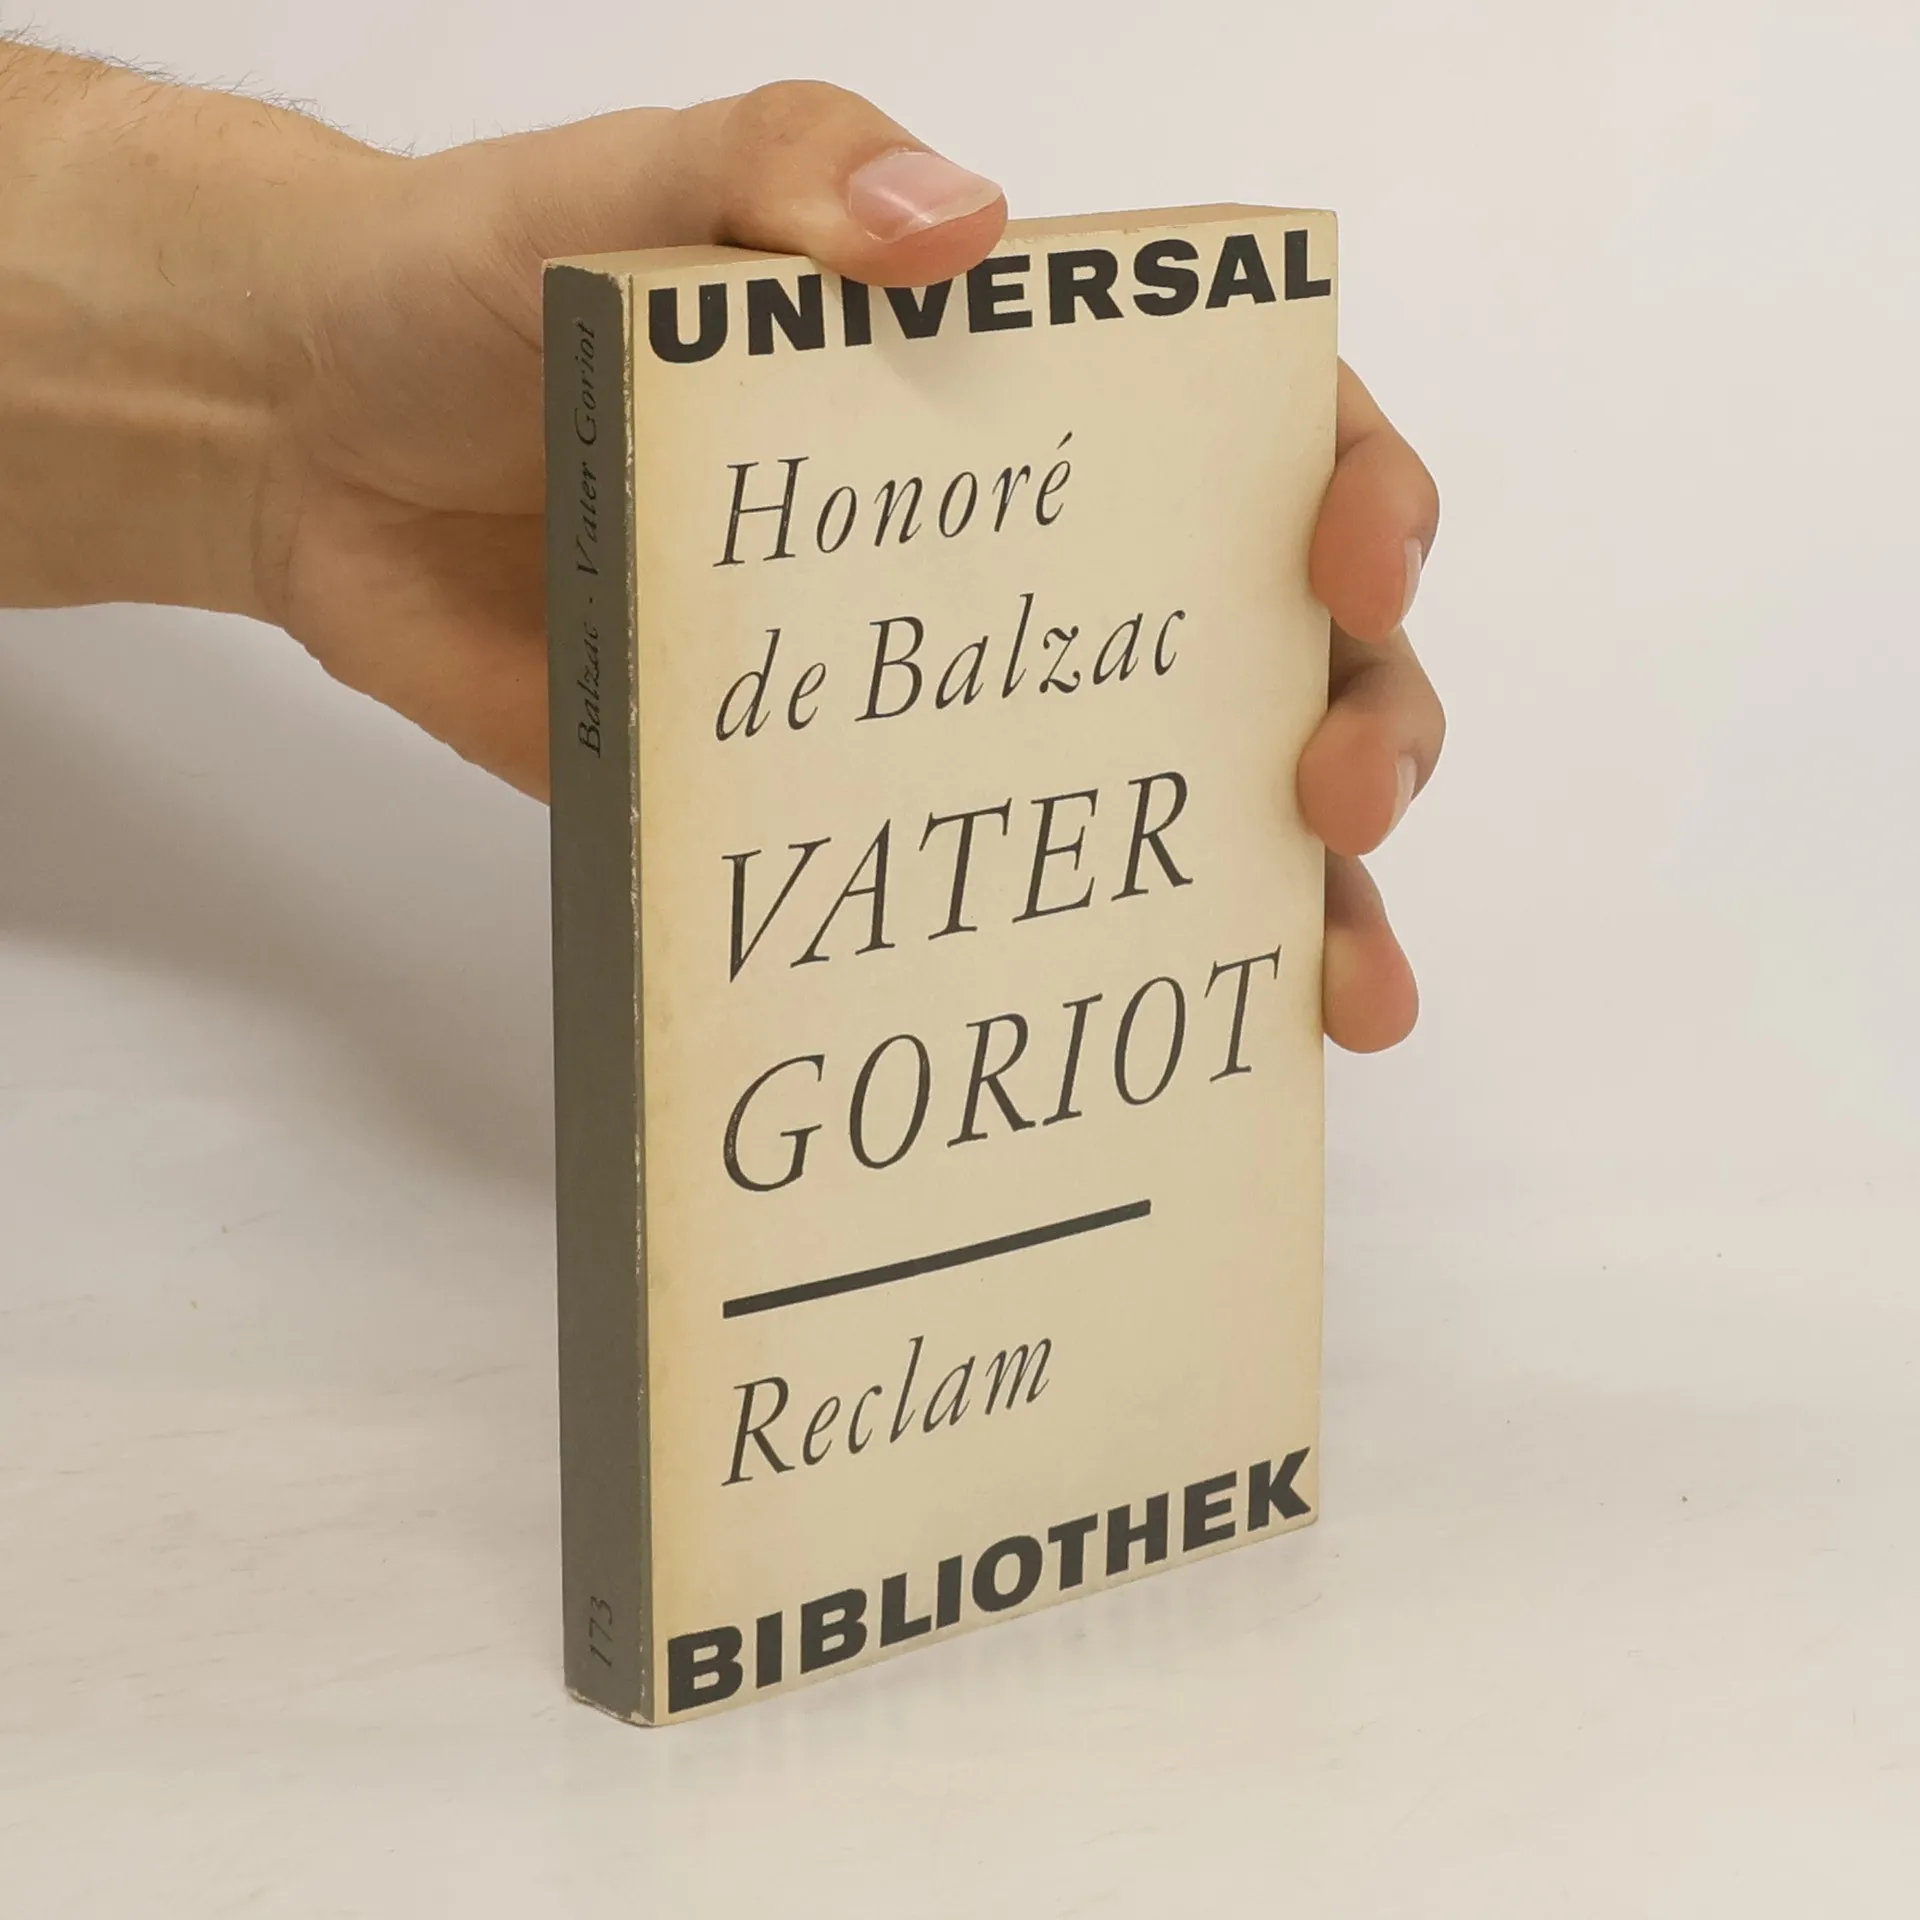 UNIVERSAL
Honoré
de Balzac
VATER
GORIOT
Reclam
BIBLIOTHEK
Balzac · Vater Goriot
173